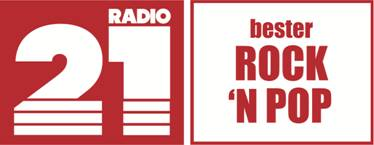 RADIO
21
bester
ROCK
'N POP